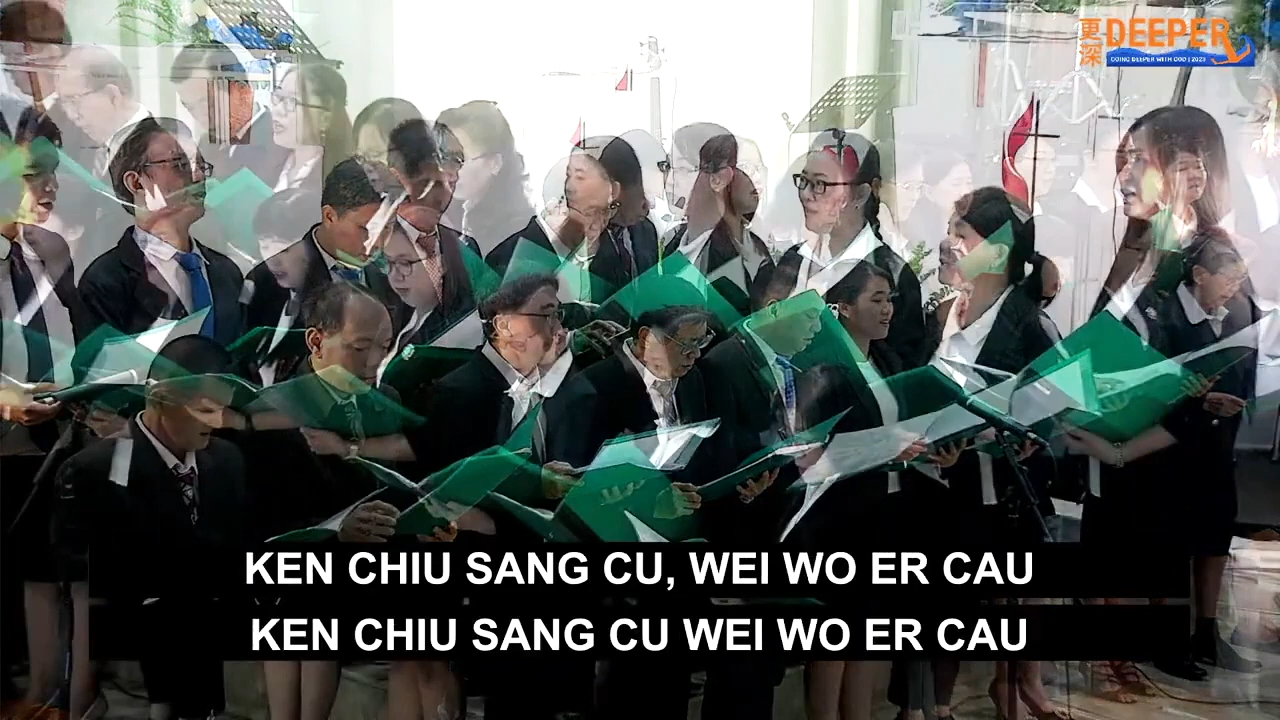 更深 DEEPER
GOING DEEPER WITH GOD | 2023
KEN CHIU SANG CU, WEI WO ER CAU
KEN CHIU SANG CU WEI WO ER CAU